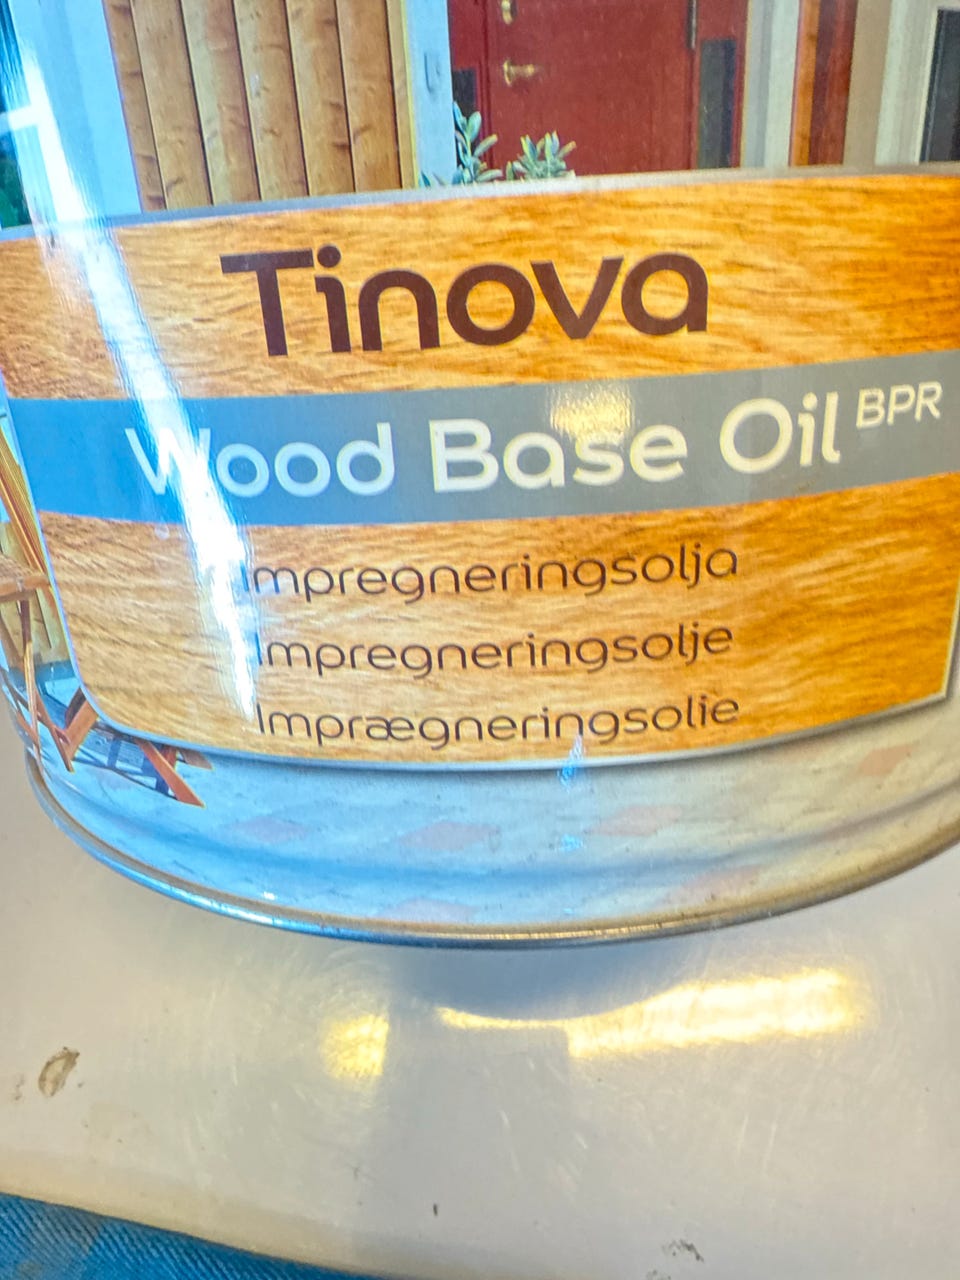 Tinova
Wood Base Oil BPR
Impregneringsolja
Impregneringsolje
Imprægneringsolie